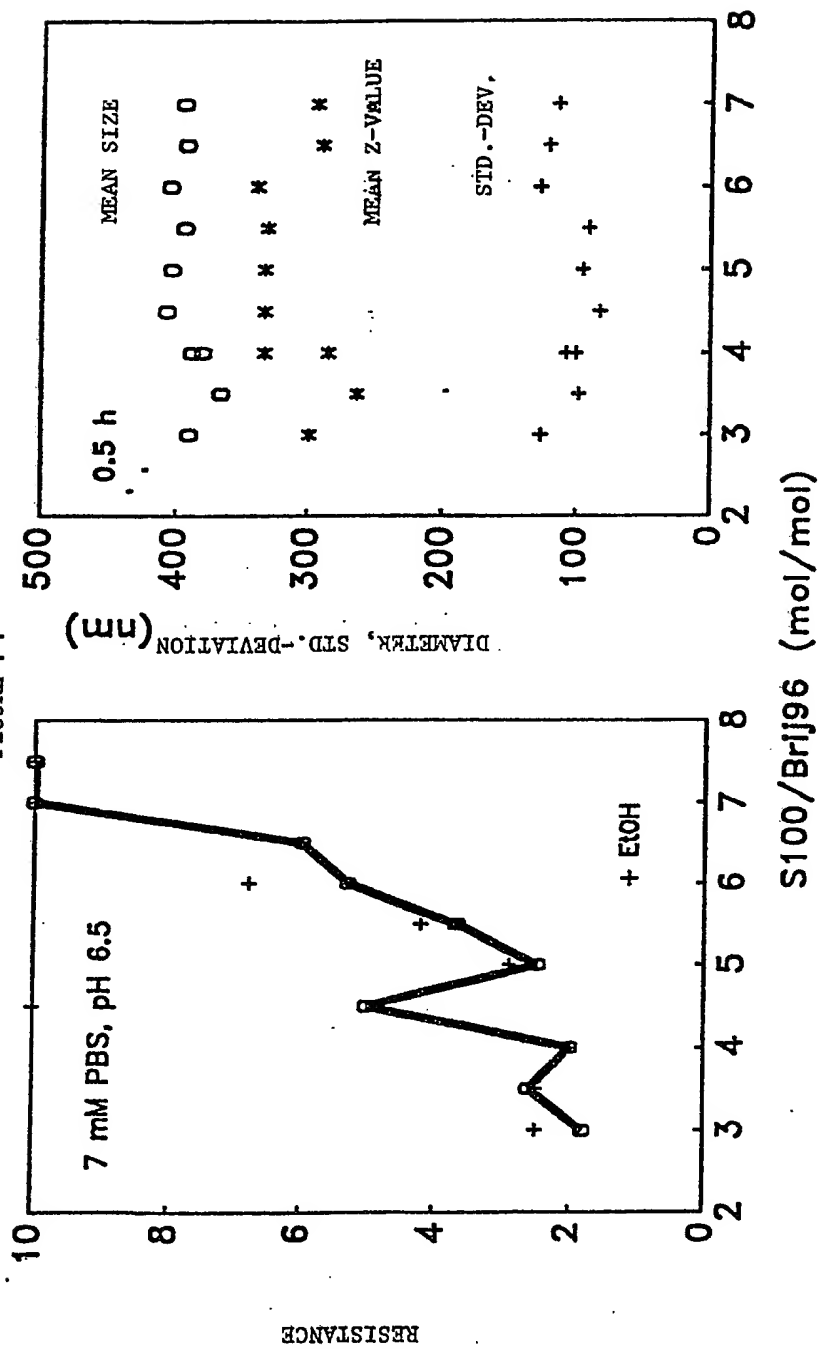 RESISTANCE
10
8
6
4
2
0
7 mM PBS, pH 6.5
+ EtOH
2 3 4 5 6 7 8
DIAMETER, STD.-DEVIATION (nm)
500
400
300
200
100
0
0.5 h
MEAN SIZE
MEAN Z-VALUE
STD.-DEV.
2 3 4 5 6 7 8
S100/Brij96 (mol/mol)